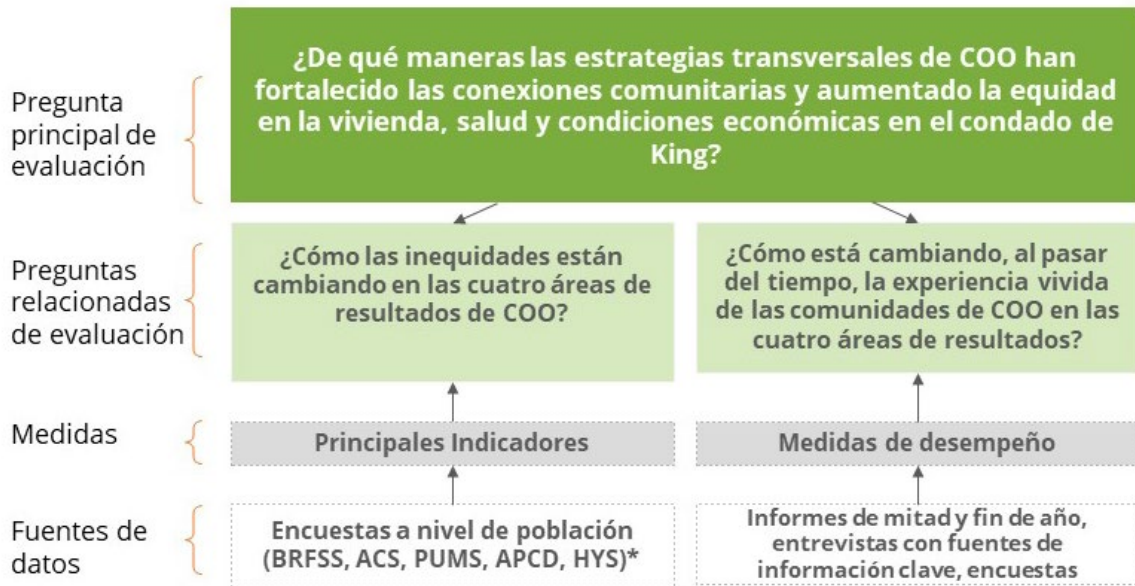 Pregunta
principal de
evaluación
¿De qué maneras las estrategias transversales de COO han
fortalecido las conexiones comunitarias y aumentado la equidad
en la vivienda, salud y condiciones económicas en el condado de
King?
Preguntas
relacionadas
de evaluación
¿Cómo las inequidades están
cambiando en las cuatro áreas de
resultados de COO?
¿Cómo está cambiando, al pasar
del tiempo, la experiencia vivida
de las comunidades de COO en las
cuatro áreas de resultados?
Medidas
Principales Indicadores
Medidas de desempeño
Fuentes de
datos
Encuestas a nivel de población
(BRFSS, ACS, PUMS, APCD, HYS)*
Informes de mitad y fin de año,
entrevistas con fuentes de
información clave, encuestas